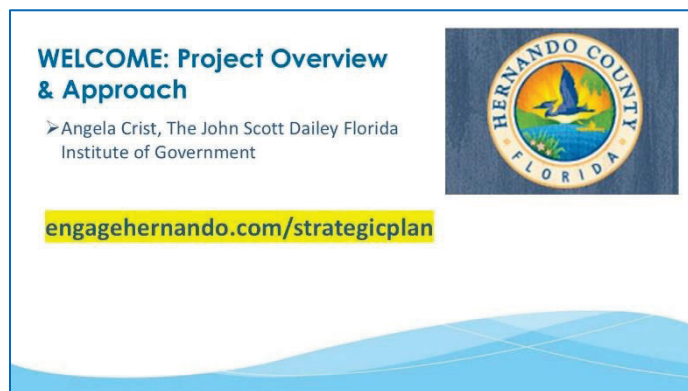 WELCOME: Project Overview
& Approach
➢Angela Crist, The John Scott Dailey Florida
Institute of Government
HERNANDO COUNTY
FLORIDA
engagehernando.com/strategicplan